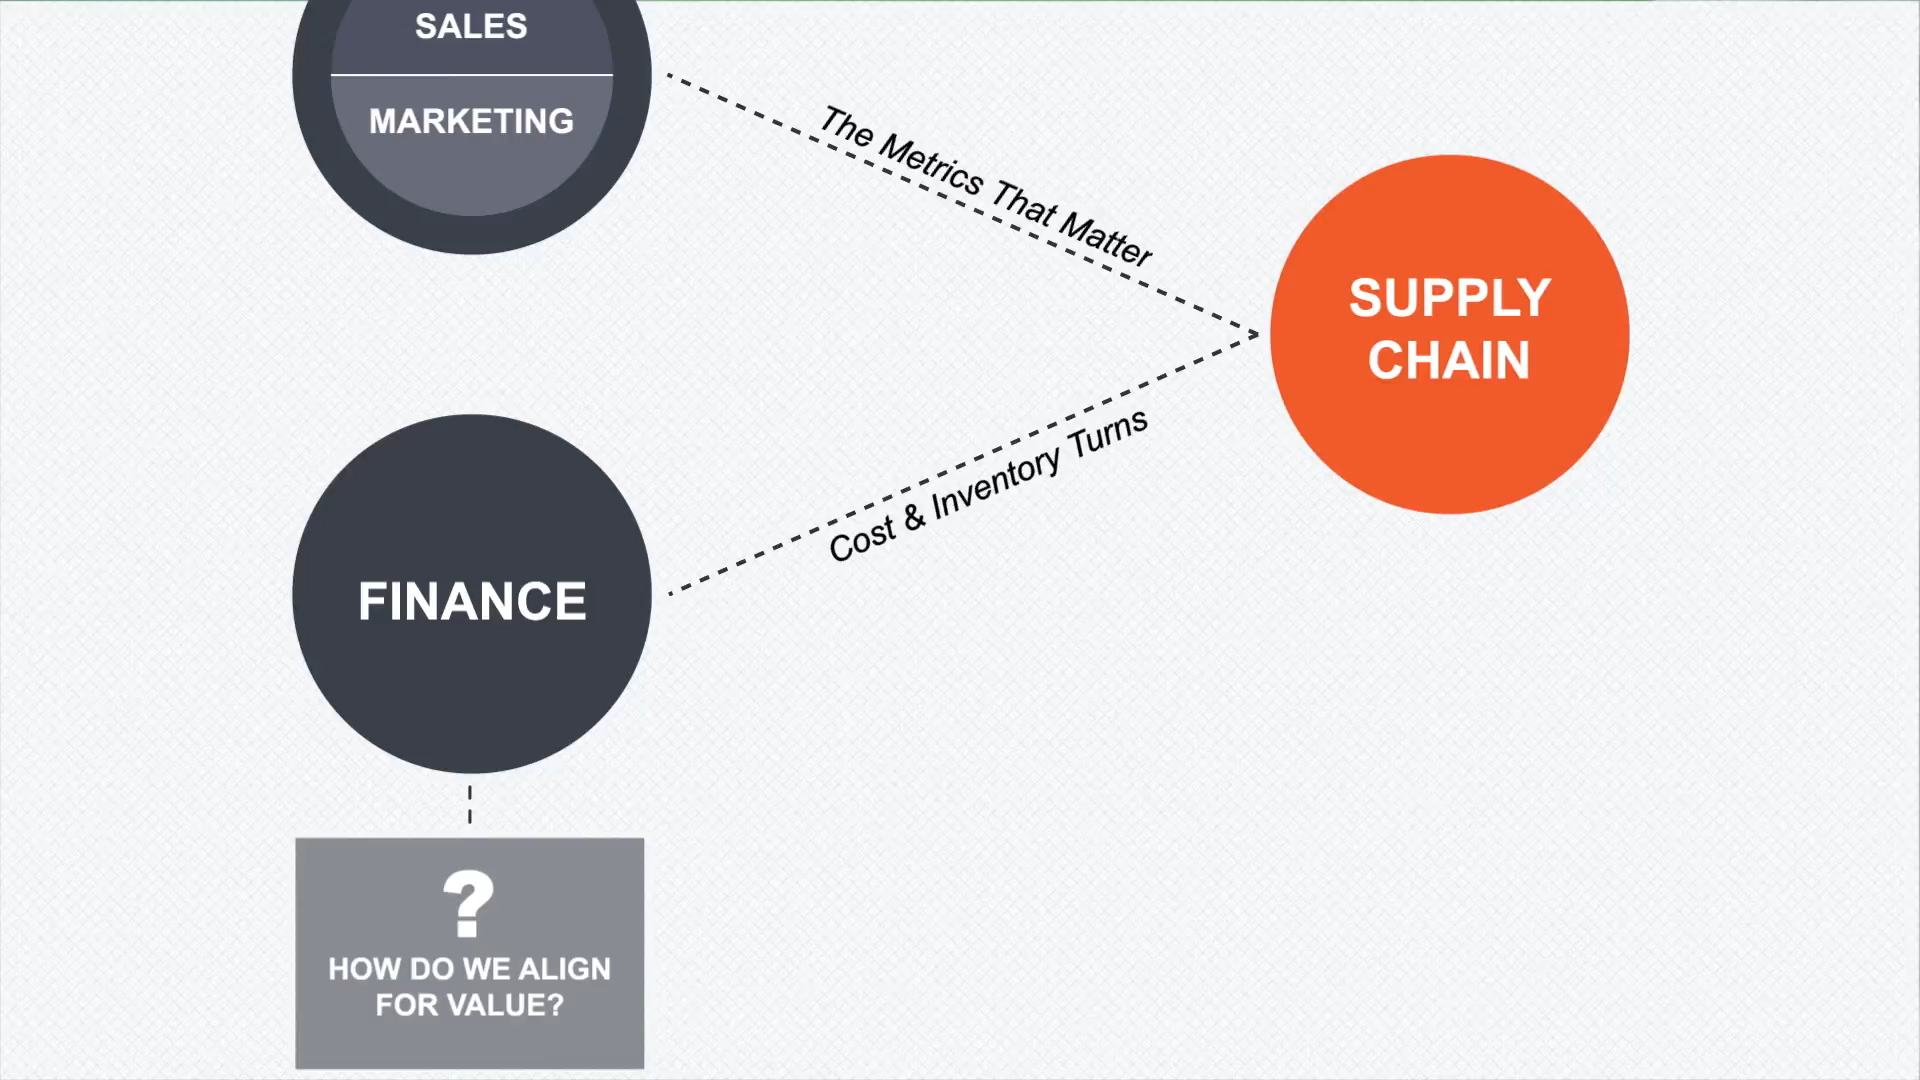 SALES
MARKETING
The Metrics That Matter
SUPPLY
CHAIN
Cost & Inventory Turns
FINANCE
?
HOW DO WE ALIGN
FOR VALUE?